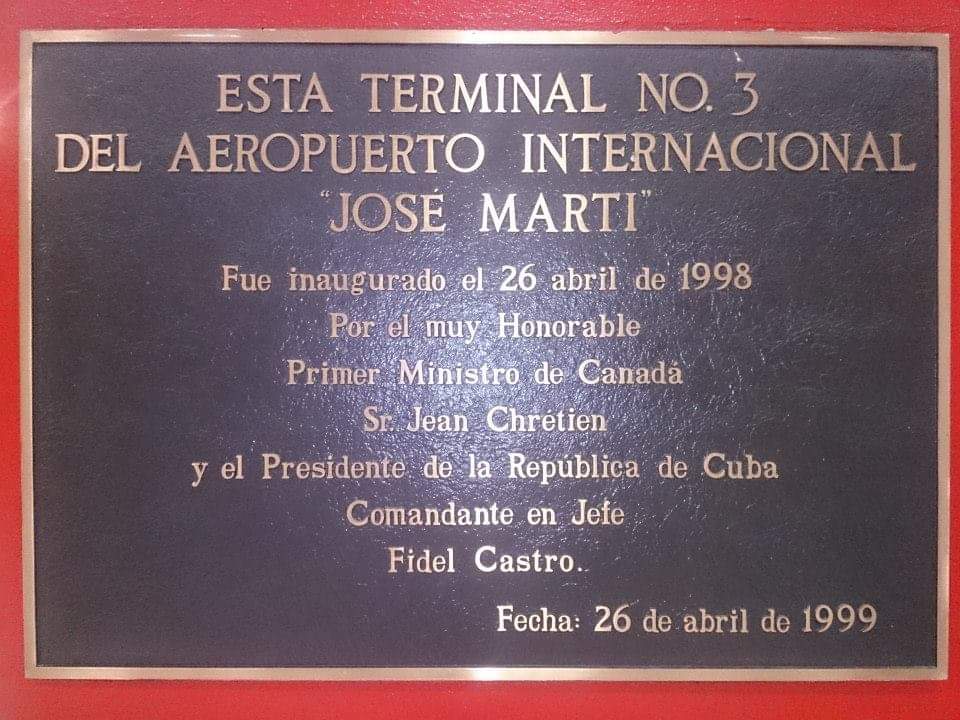 ESTA TERMINAL NO. 3
DEL AEROPUERTO INTERNACIONAL
"JOSÉ MARTI"
Fue inaugurado el 26 abril de 1998
Por el muy Honorable
Primer Ministro de Canadá
Sr. Jean Chrétien
y el Presidente de la República de Cuba
Comandante en Jefe
Fidel Castro..
Fecha: 26 de abril de 1999